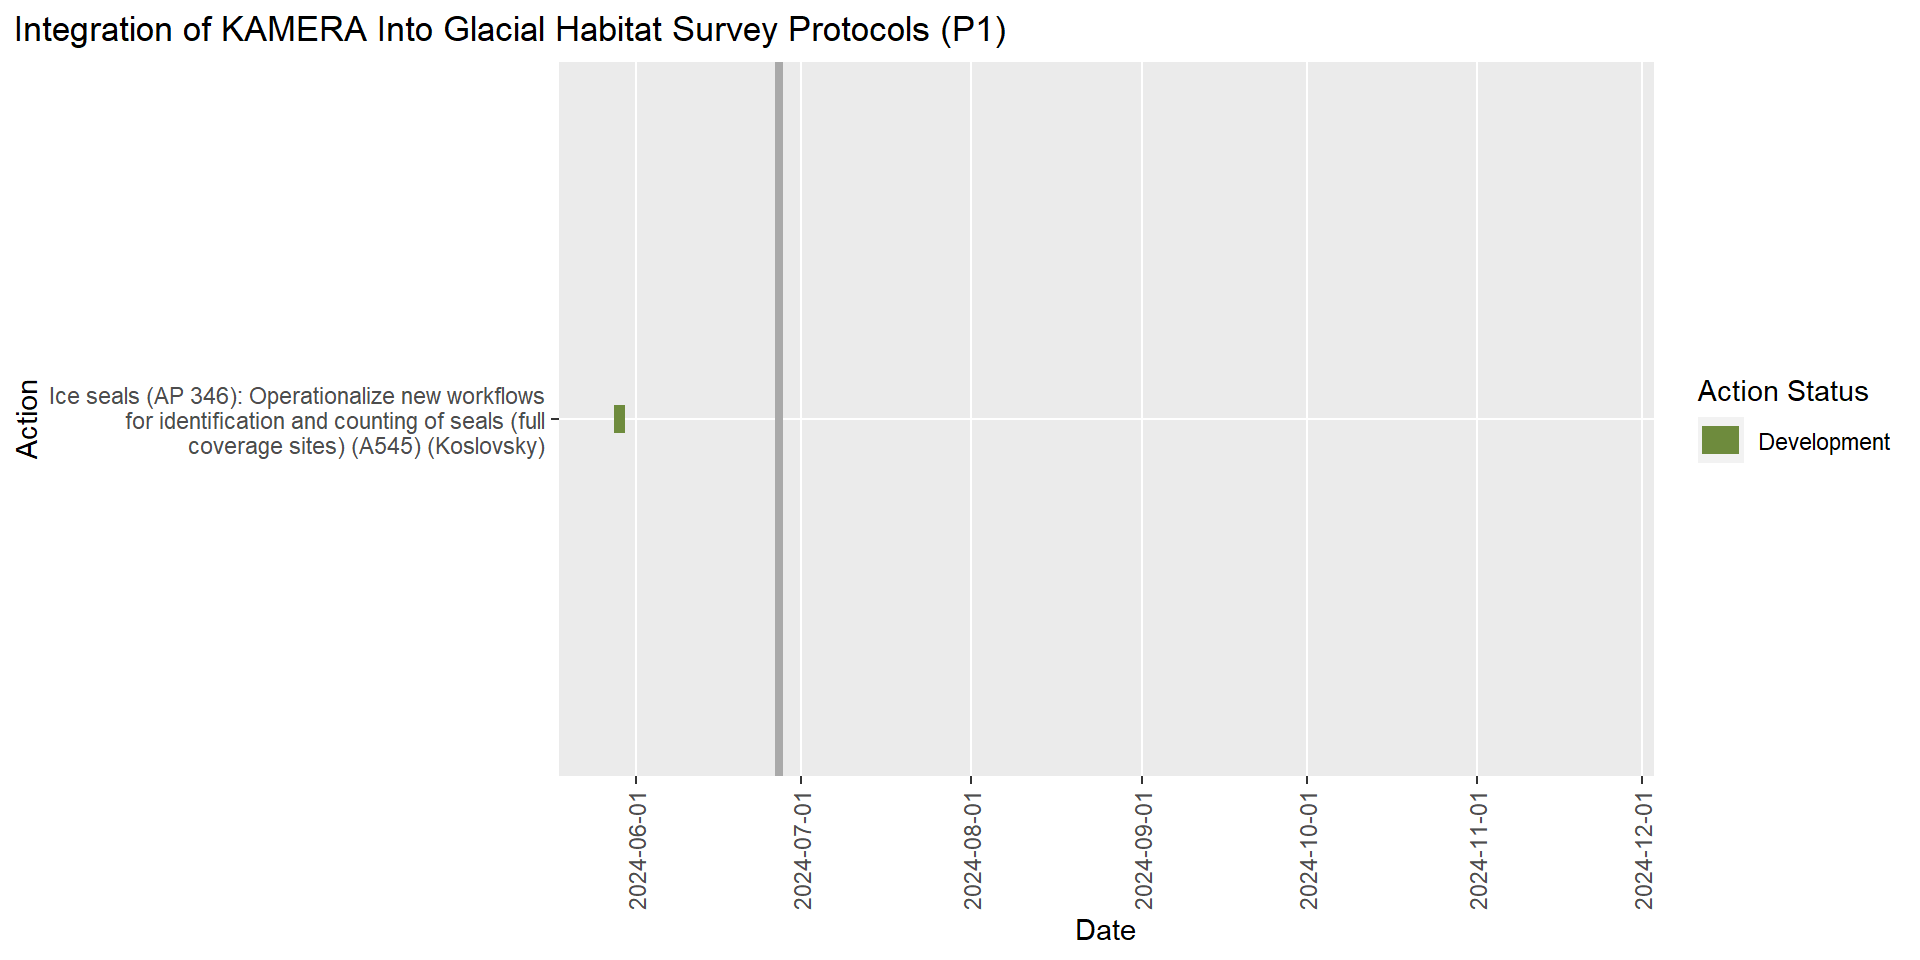 Integration of KAMERA Into Glacial Habitat Survey Protocols (P1)
Action
Ice seals (AP 346): Operationalize new workflows
for identification and counting of seals (full
coverage sites) (A545) (Koslovsky)
Action Status
Development
2024-06-01
2024-07-01
2024-08-01
2024-09-01
2024-10-01
2024-11-01
2024-12-01
Date